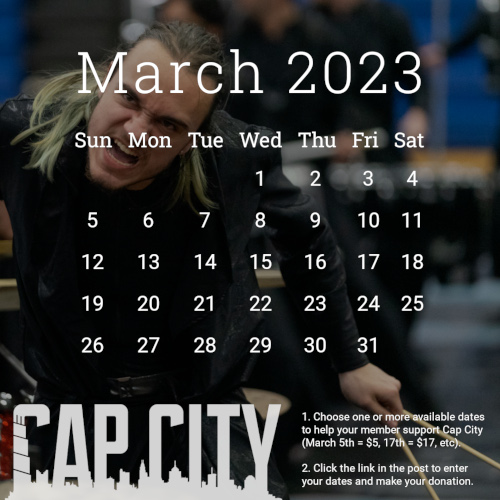 March 2023
Sun Mon Tue Wed Thu Fri Sat
1 2 3 4
5 6 7 8 9 10 11
12 13 14 15 16 17 18
19 20 21 22 23 24 25
26 27 28 29 30 31
CAP CITY
1. Choose one or more available dates
to help your member support Cap City
(March 5th = $5, 17th = $17, etc).
2. Click the link in the post to enter
your dates and make your donation.